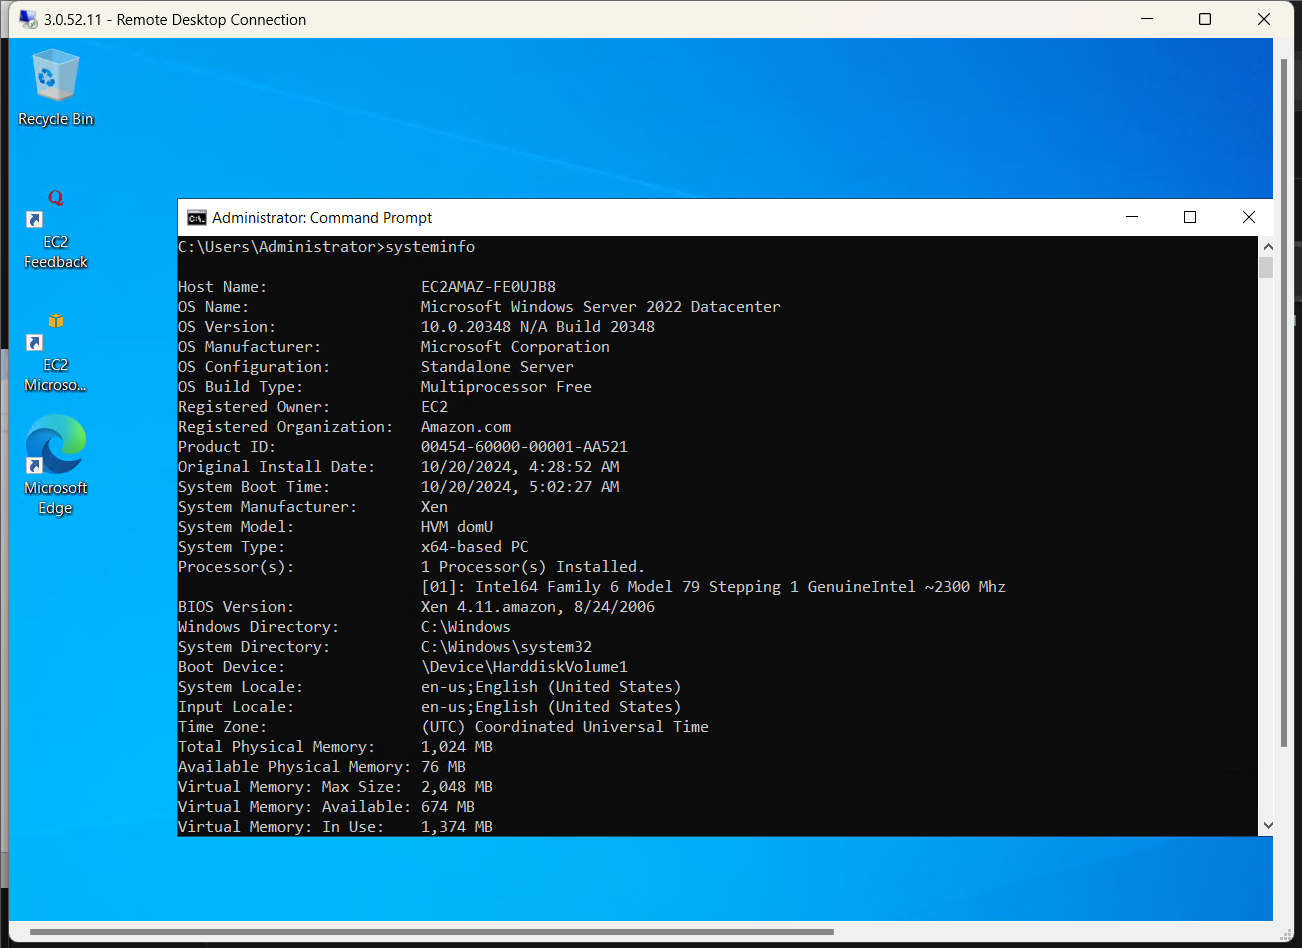 3.0.52.11 - Remote Desktop Connection
Recycle Bin
EC2
Feedback
EC2
Microso...
Microsoft
Edge
Administrator: Command Prompt
C:\Users\Administrator>systeminfo
Host Name: EC2AMAZ-FE0UJB8
OS Name: Microsoft Windows Server 2022 Datacenter
OS Version: 10.0.20348 N/A Build 20348
OS Manufacturer: Microsoft Corporation
OS Configuration: Standalone Server
OS Build Type: Multiprocessor Free
Registered Owner: EC2
Registered Organization: Amazon.com
Product ID: 00454-60000-00001-AA521
Original Install Date: 10/20/2024, 4:28:52 AM
System Boot Time: 10/20/2024, 5:02:27 AM
System Manufacturer: Xen
System Model: HVM domU
System Type: x64-based PC
Processor(s): 1 Processor(s) Installed.
[01]: Intel64 Family 6 Model 79 Stepping 1 GenuineIntel ~2300 Mhz
BIOS Version: Xen 4.11.amazon, 8/24/2006
Windows Directory: C:\Windows
System Directory: C:\Windows\system32
Boot Device: \Device\HarddiskVolume1
System Locale: en-us;English (United States)
Input Locale: en-us;English (United States)
Time Zone: (UTC) Coordinated Universal Time
Total Physical Memory: 1,024 MB
Available Physical Memory: 76 MB
Virtual Memory: Max Size: 2,048 MB
Virtual Memory: Available: 674 MB
Virtual Memory: In Use: 1,374 MB